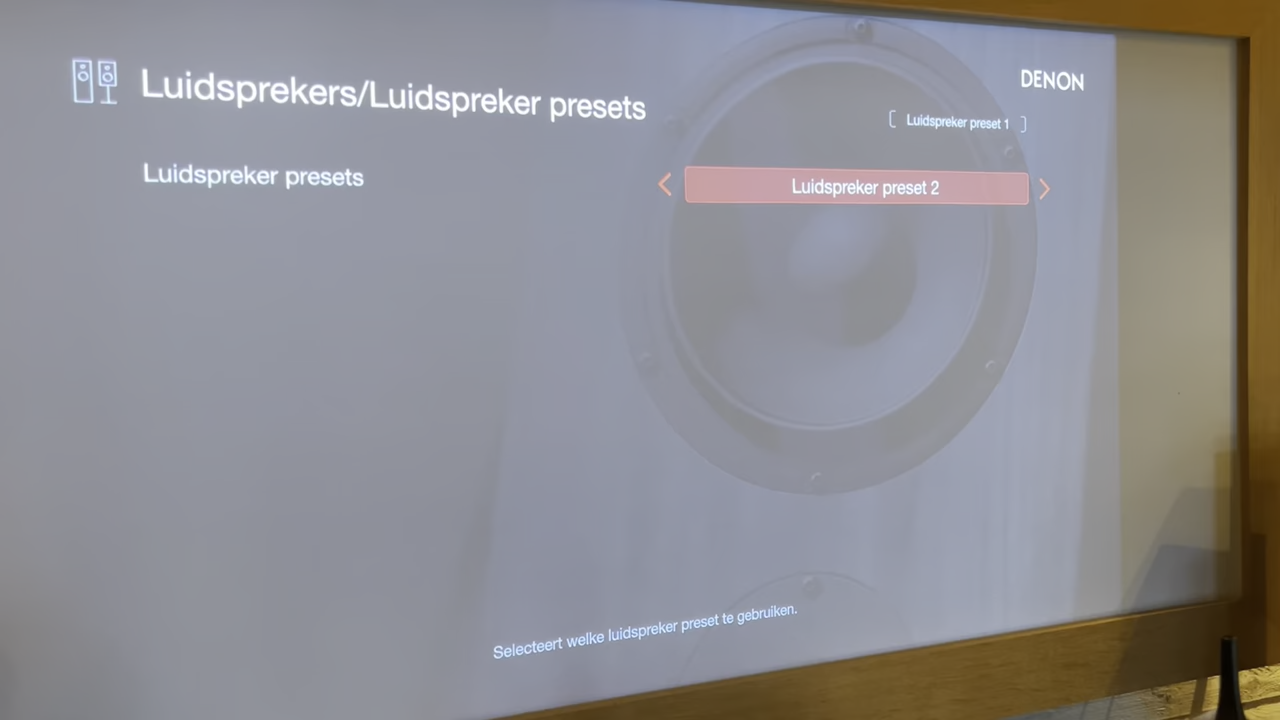 Luidsprekers/Luidspreker presets
DENON
Luidspreker preset 1
Luidspreker presets
Luidspreker preset 2
Selecteert welke luidspreker preset te gebruiken.